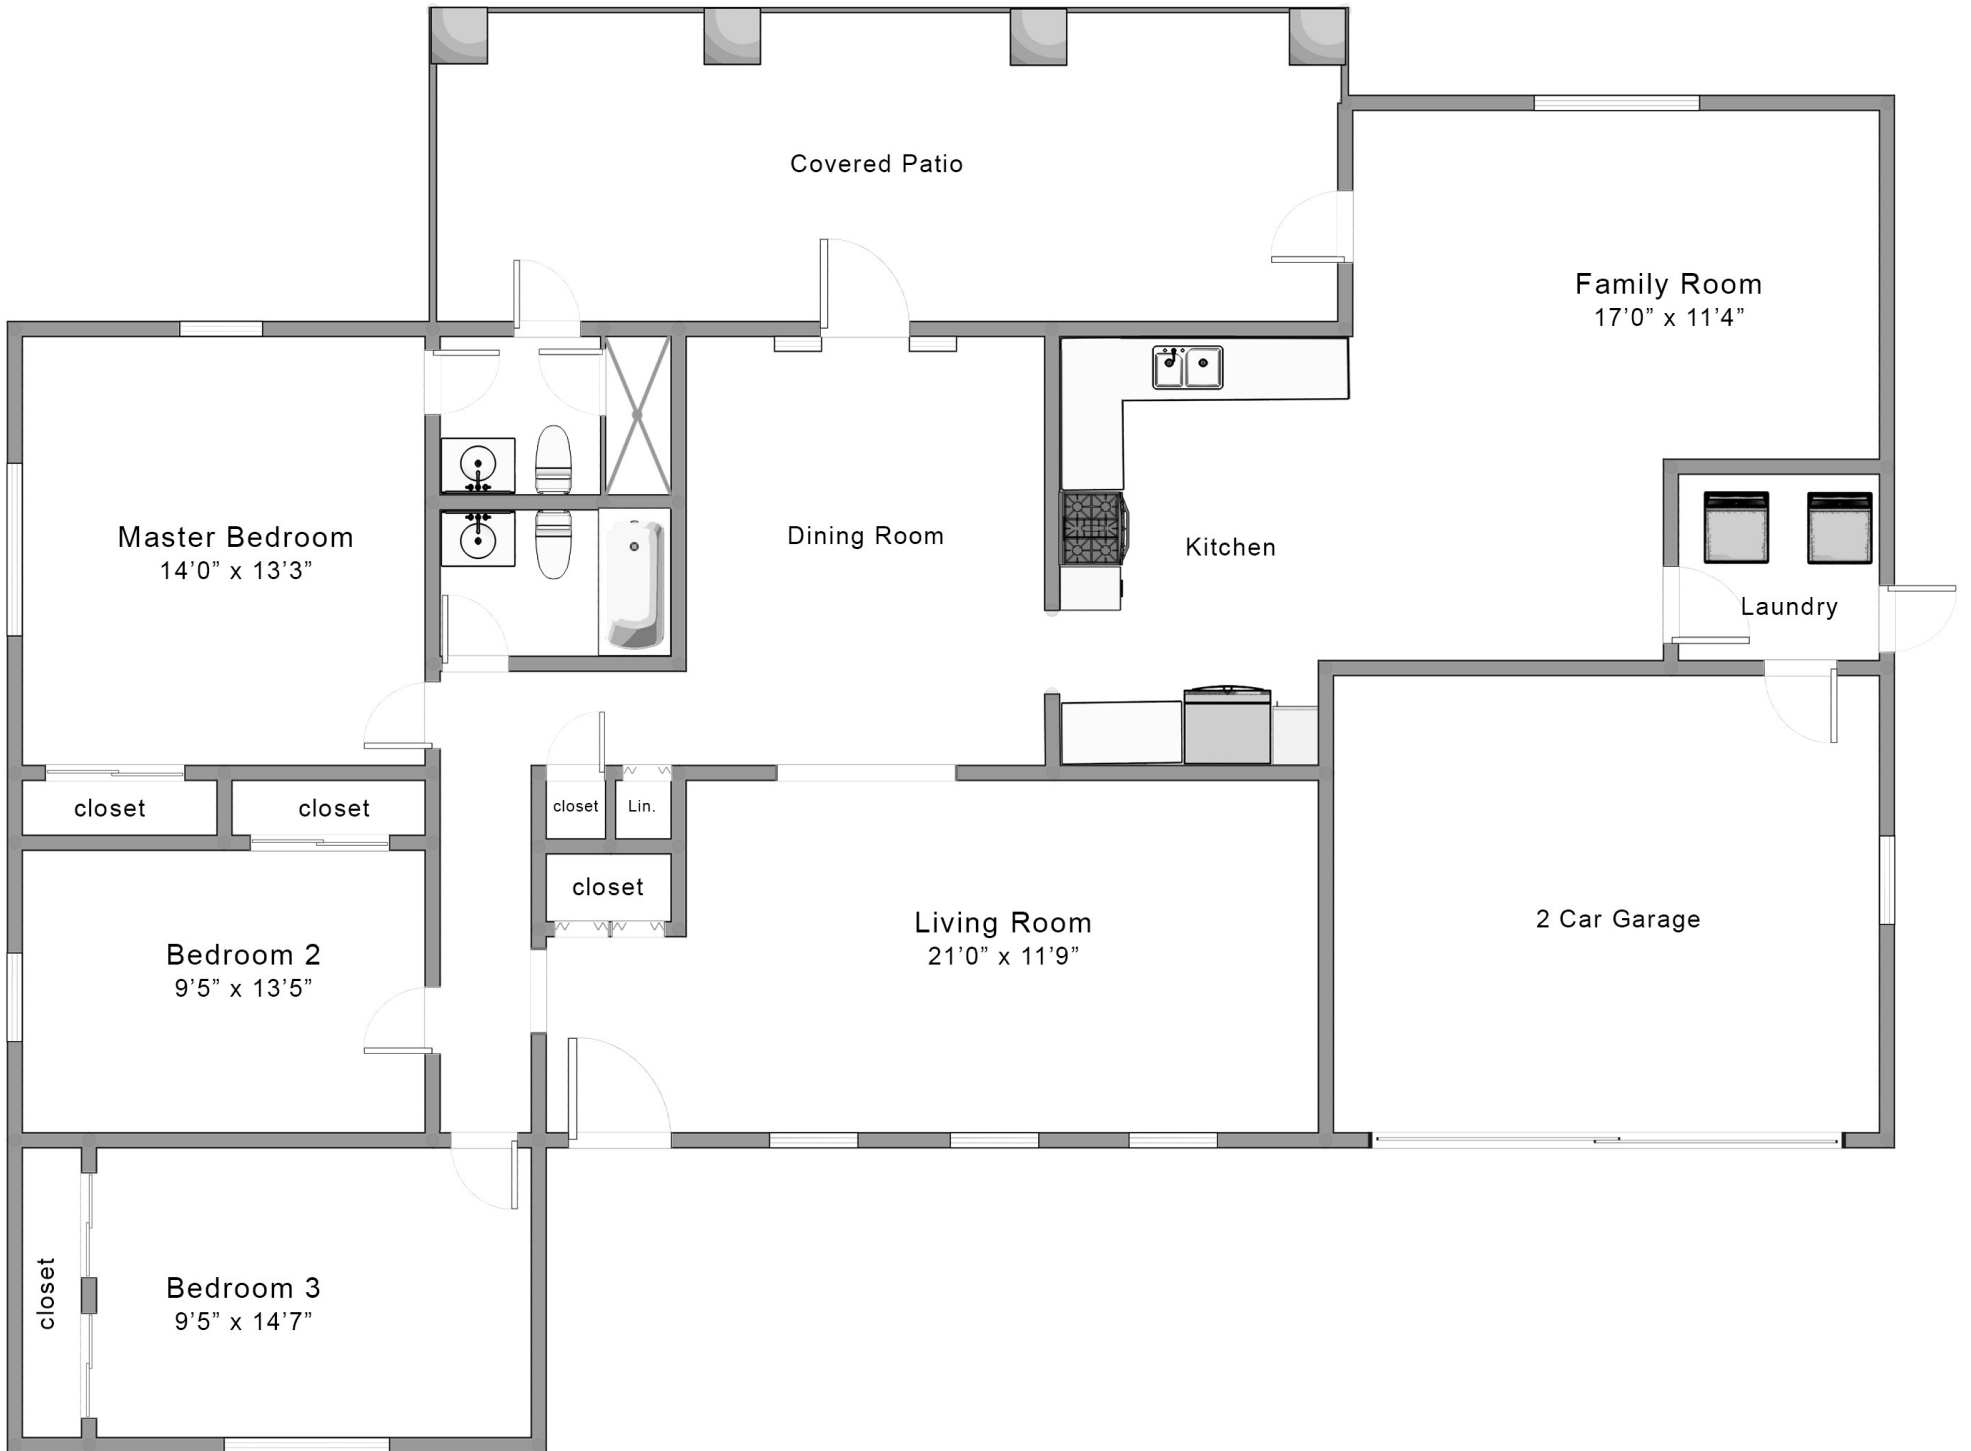 Covered Patio
Family Room
17’0” x 11’4”
Master Bedroom
14’0” x 13’3”
Dining Room
Kitchen
Laundry
closet
closet
closet
Lin.
closet
Living Room
21’0” x 11’9”
2 Car Garage
Bedroom 2
9’5” x 13’5”
closet
Bedroom 3
9’5” x 14’7”